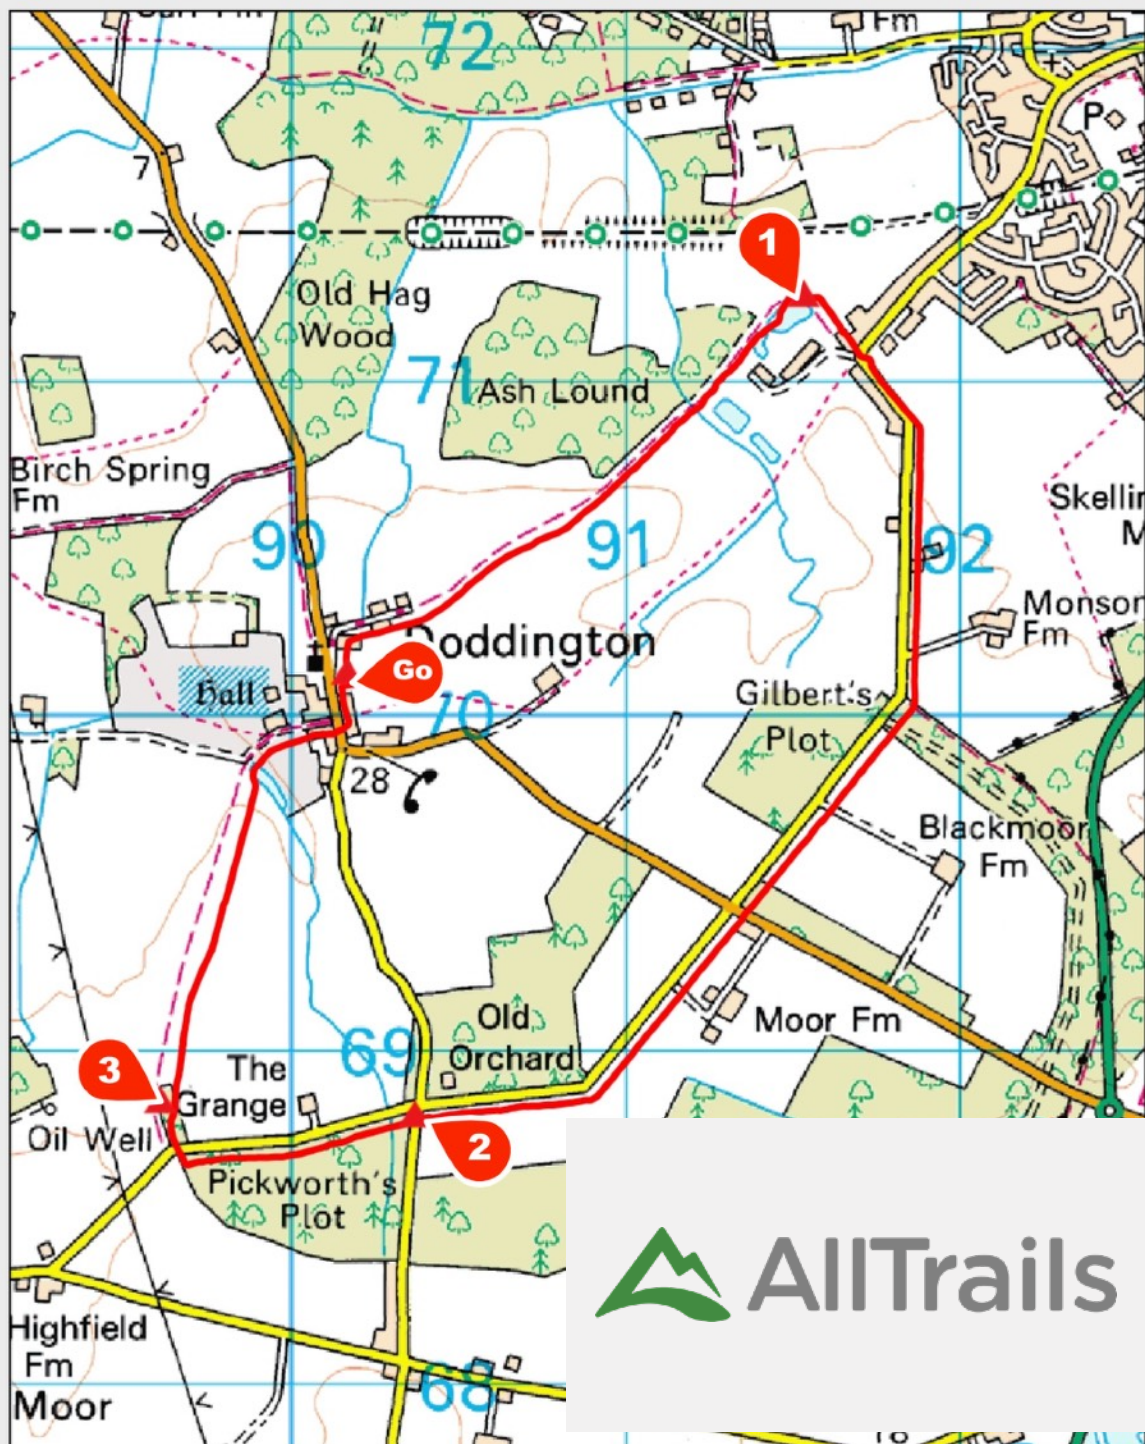 Fm
72
P
7
1
Old Hag
Wood
71
Ash Lound
Birch Spring
Fm
90
91
92
Monson
Fm
Go
Hall
70
Gilbert's
Plot
28
Blackmoor
Fm
Old
Orchard
69
Moor Fm
3
The
Grange
Oil Well
2
Pickworth's
Plot
AllTrails
Highfield
Fm
68
Moor